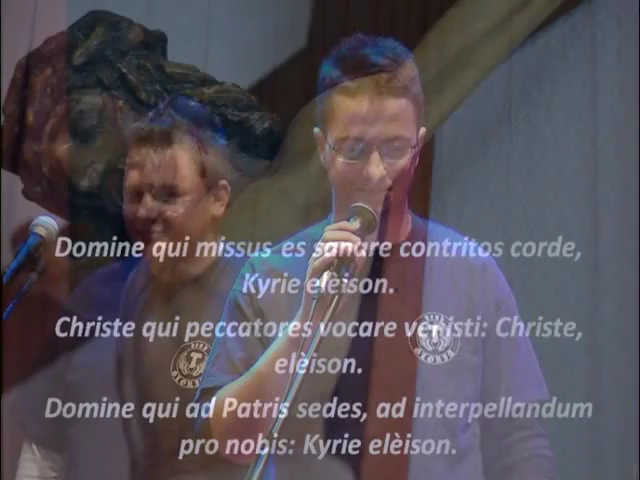 Domine qui missus es sanare contritos corde,
Kyrie elèison.
Christe qui peccatores vocare venisti: Christe,
elèison.
Domine qui ad Patris sedes, ad interpellandum
pro nobis: Kyrie elèison.